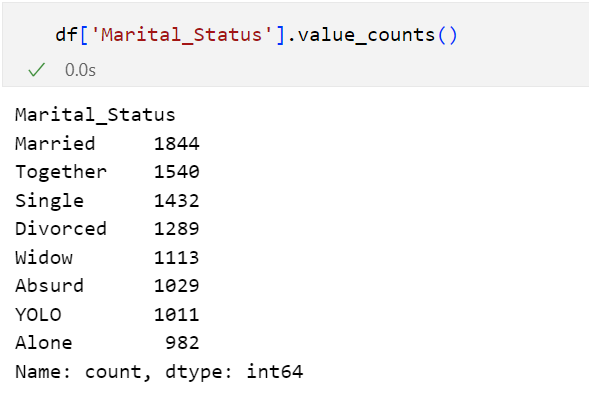 df['Marital_Status'].value_counts()
0.0s
Marital_Status
Married 1844
Together 1540
Single 1432
Divorced 1289
Widow 1113
Absurd 1029
YOLO 1011
Alone 982
Name: count, dtype: int64